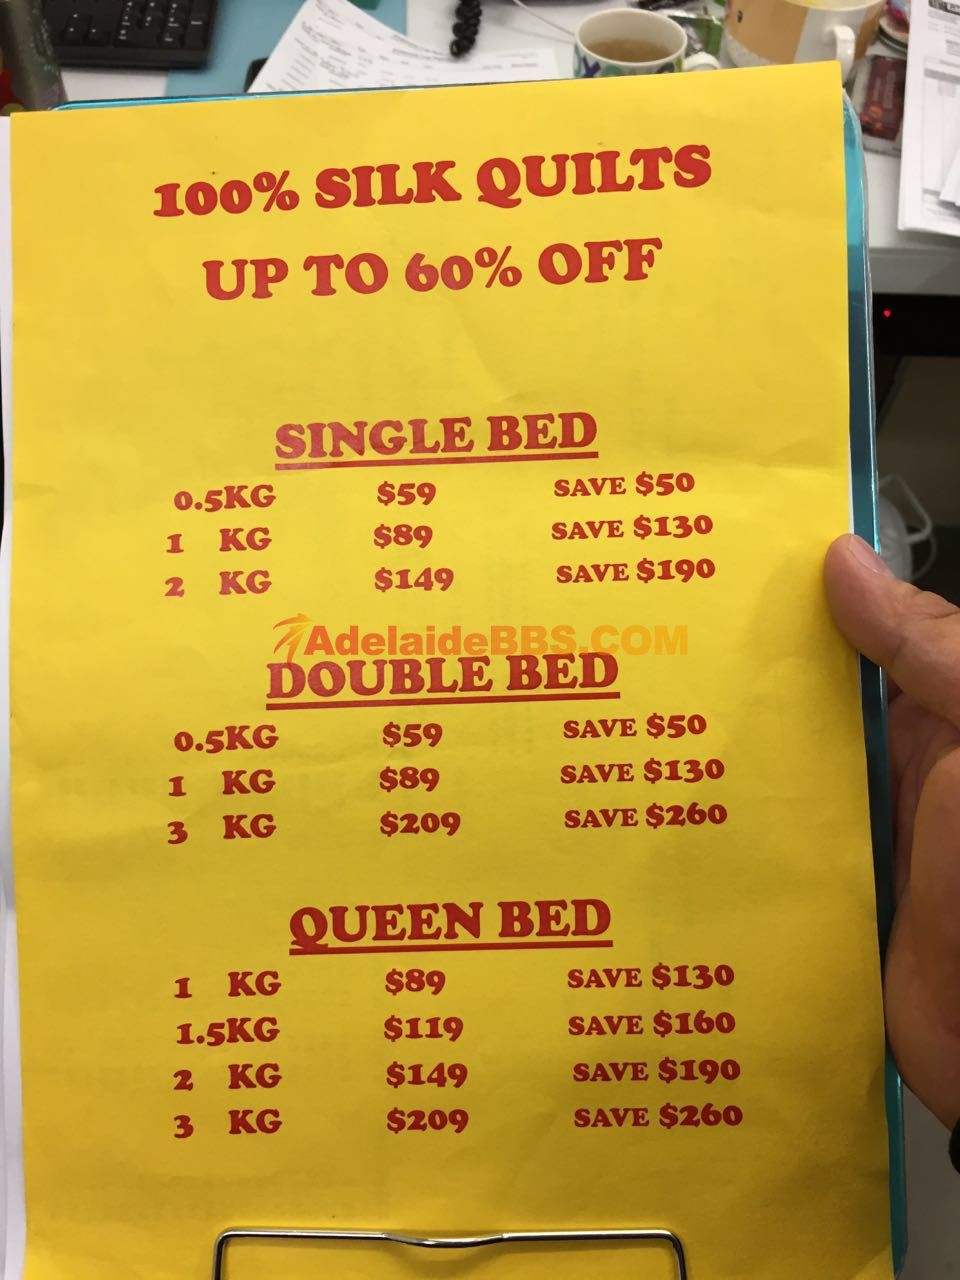 100% SILK QUILTS
UP TO 60% OFF
SINGLE BED
0.5KG $59 SAVE $50
1 KG $89 SAVE $130
2 KG $149 SAVE $190
AdelaideBBS.COM
DOUBLE BED
0.5KG $59 SAVE $50
1 KG $89 SAVE $130
3 KG $209 SAVE $260
QUEEN BED
1 KG $89 SAVE $130
1.5KG $119 SAVE $160
2 KG $149 SAVE $190
3 KG $209 SAVE $260